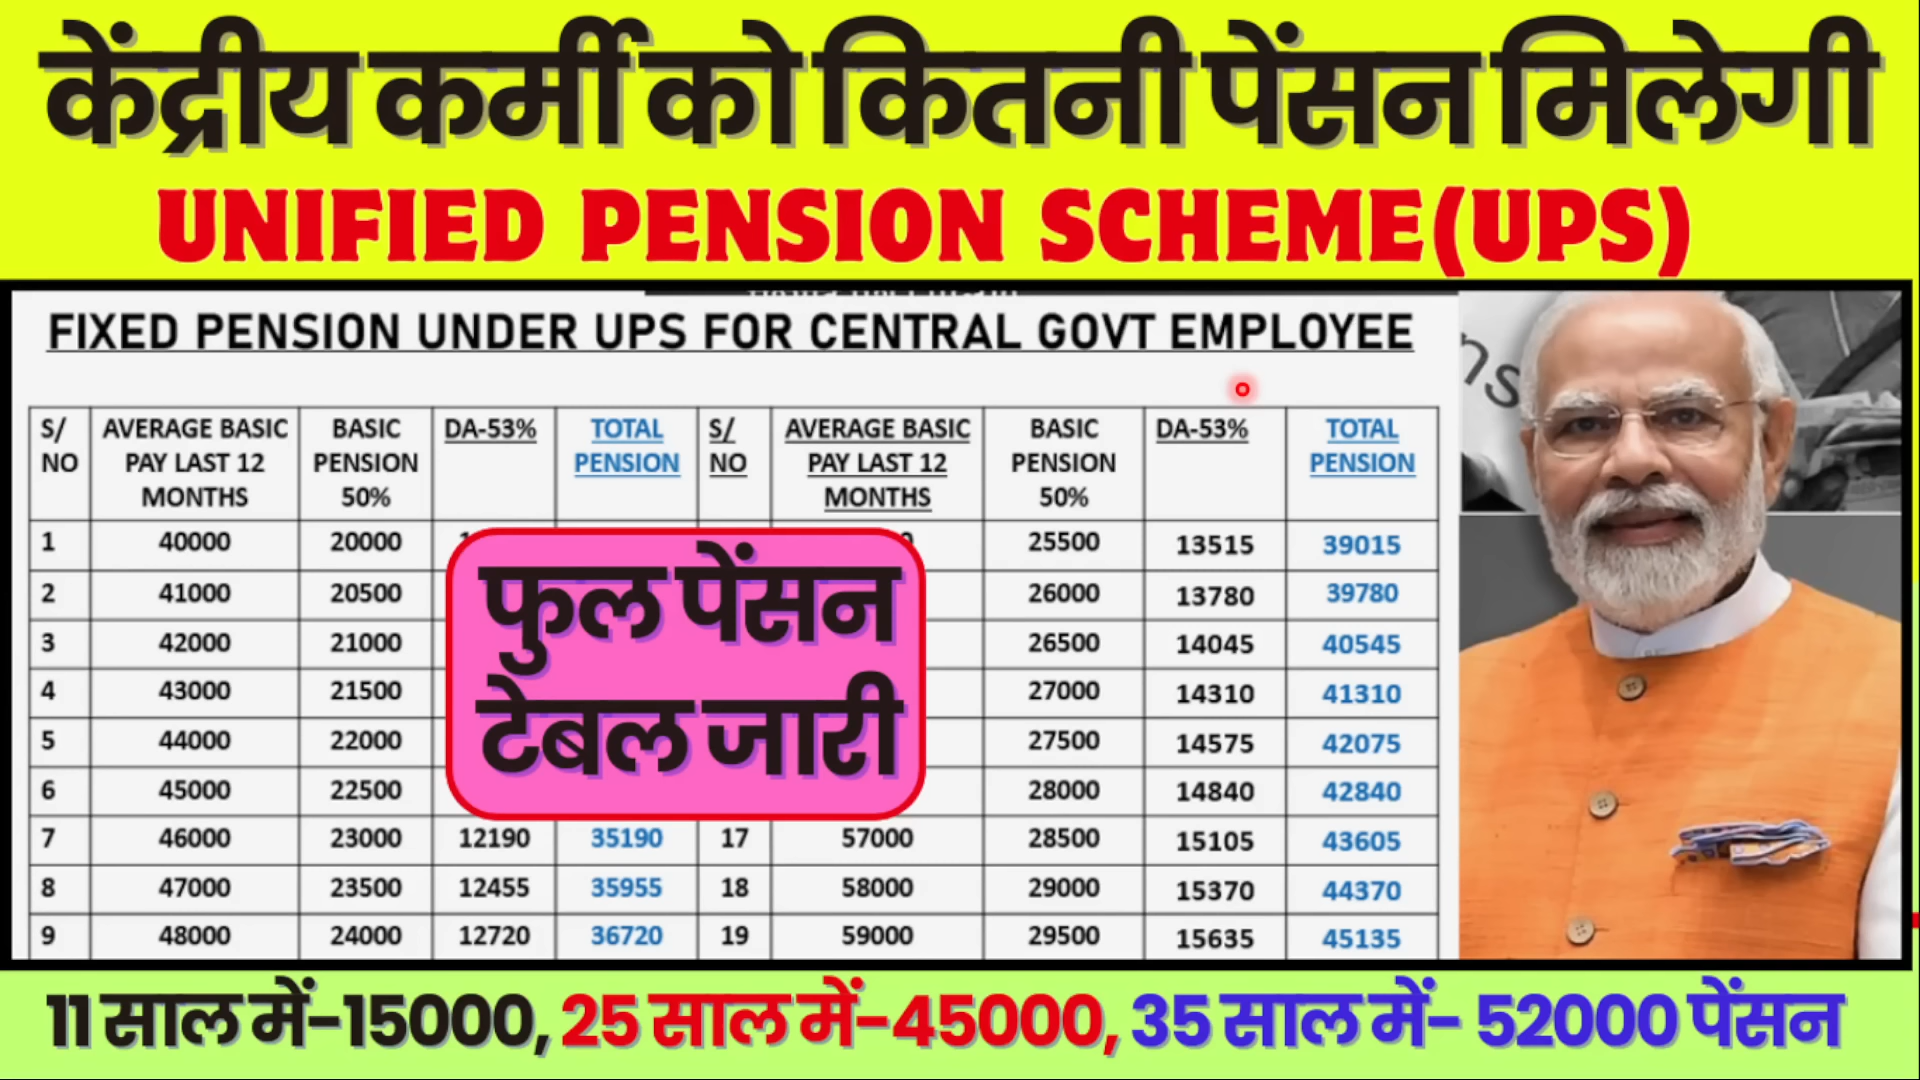 केंद्रीय कर्मी को कितनी पेंसन मिलेगी
UNIFIED PENSION SCHEME(UPS)
FIXED PENSION UNDER UPS FOR CENTRAL GOVT EMPLOYEE
S/ NO AVERAGE BASIC PAY LAST 12 MONTHS BASIC PENSION 50% DA-53% TOTAL PENSION S/ NO AVERAGE BASIC PAY LAST 12 MONTHS BASIC PENSION 50% DA-53% TOTAL PENSION
1 40000 20000 25500 13515 39015
2 41000 20500 26000 13780 39780
3 42000 21000 26500 14045 40545
4 43000 21500 27000 14310 41310
5 44000 22000 27500 14575 42075
6 45000 22500 28000 14840 42840
फुल पेंसन
टेबल जारी
7 46000 23000 12190 35190 17 57000 28500 15105 43605
8 47000 23500 12455 35955 18 58000 29000 15370 44370
9 48000 24000 12720 36720 19 59000 29500 15635 45135
11 साल में-15000, 25 साल में-45000, 35 साल में- 52000 पेंसन